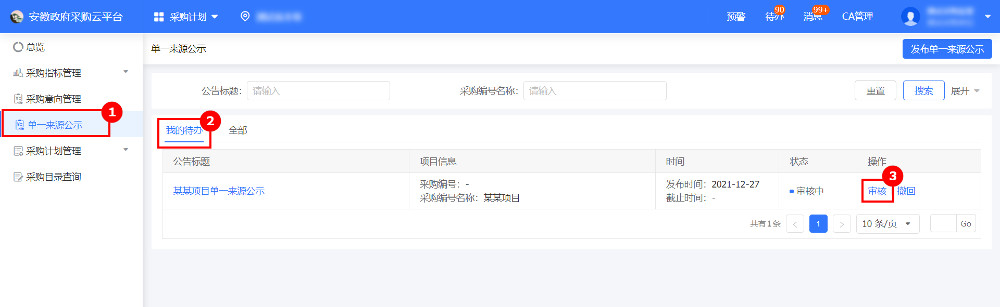 安徽政府采购云平台
采购计划
预警
待办
90
消息
99+
CA管理
总览
采购指标管理
采购意向管理
单一来源公示
1
采购计划管理
采购目录查询
单一来源公示
发布单一来源公示
公告标题：
请输入
采购编号名称：
请输入
重置
搜索
展开
我的待办
2
全部
公告标题
项目信息
时间
状态
操作
某某项目单一来源公示
采购编号：-
采购编号名称：某某项目
发布时间：2021-12-27
截止时间：-
审核中
审核
3
撤回
共有1条
<
1
>
10 条/页
Go